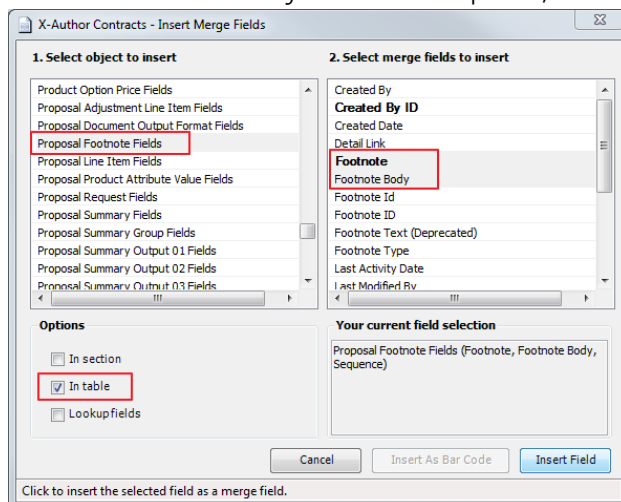 X-Author Contracts - Insert Merge Fields
1. Select object to insert
Product Option Price Fields
Proposal Adjustment Line Item Fields
Proposal Document Output Format Fields
Proposal Footnote Fields
Proposal Line Item Fields
Proposal Product Attribute Value Fields
Proposal Request Fields
Proposal Summary Fields
Proposal Summary Group Fields
Proposal Summary Output 01 Fields
Proposal Summary Output 02 Fields
Proposal Summary Output 03 Fields
2. Select merge fields to insert
Created By
Created By ID
Created Date
Detail Link
Footnote
Footnote Body
Footnote Id
Footnote ID
Footnote Text (Deprecated)
Footnote Type
Last Activity Date
Last Modified By
Options
In section
In table
Lookup fields
Your current field selection
Proposal Footnote Fields (Footnote, Footnote Body,
Sequence)
Cancel
Insert As Bar Code
Insert Field
Click to insert the selected field as a merge field.